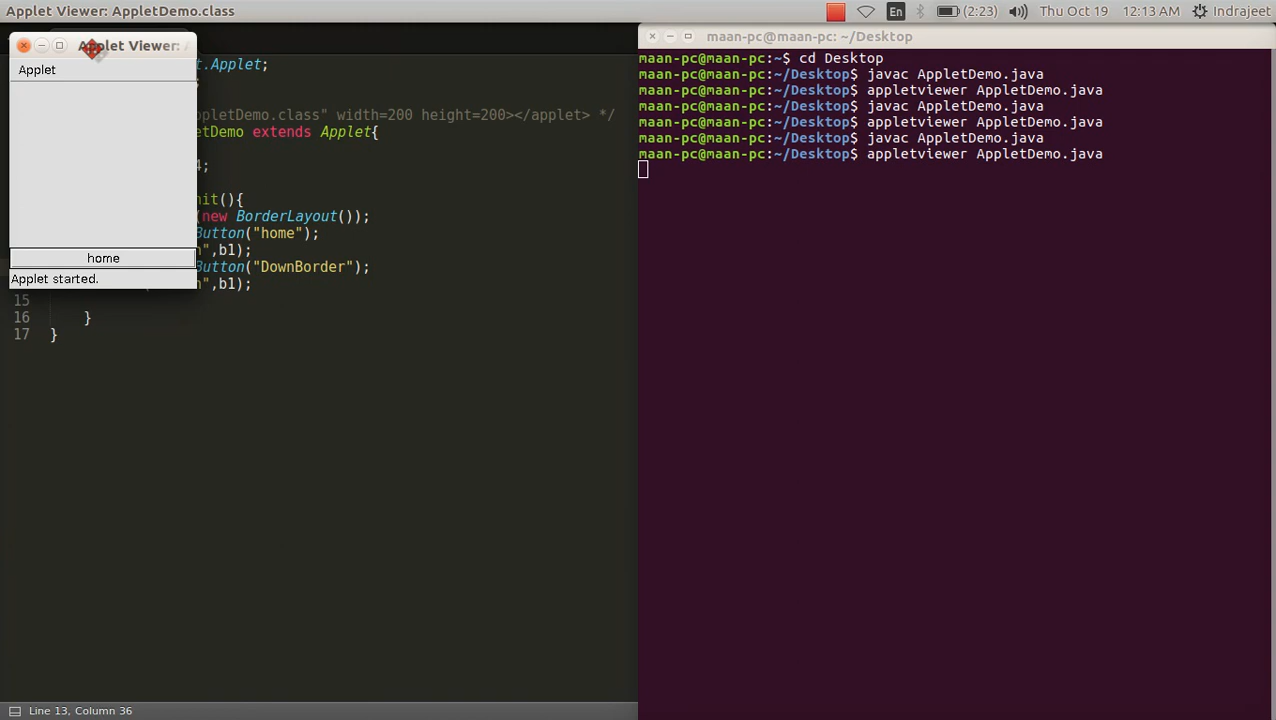 Applet Viewer: AppletDemo.class
En
(2:23)
Thu Oct 19
12:13 AM
Indrajeet
Applet Viewer:
Applet
home
Applet started.
t.Applet;
;
ppletDemo.class" width=200 height=200></applet> */
etDemo extends Applet{
4;
nit(){
(new BorderLayout());
Button("home");
n",b1);
Button("DownBorder");
n",b1);
15
16 }
17 }
Line 13, Column 36
maan-pc@maan-pc: ~/Desktop
maan-pc@maan-pc:~$ cd Desktop
maan-pc@maan-pc:~/Desktop$ javac AppletDemo.java
maan-pc@maan-pc:~/Desktop$ appletviewer AppletDemo.java
maan-pc@maan-pc:~/Desktop$ javac AppletDemo.java
maan-pc@maan-pc:~/Desktop$ appletviewer AppletDemo.java
maan-pc@maan-pc:~/Desktop$ javac AppletDemo.java
maan-pc@maan-pc:~/Desktop$ appletviewer AppletDemo.java